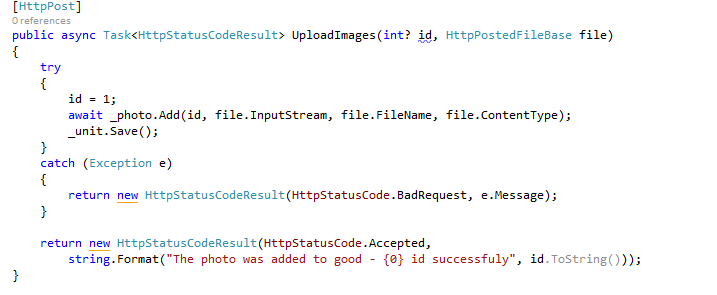 [HttpPost]
0 references
public async Task<HttpStatusCodeResult> UploadImages(int? id, HttpPostedFileBase file)
{
    try
    {
        id = 1;
        await _photo.Add(id, file.InputStream, file.FileName, file.ContentType);
        _unit.Save();
    }
    catch (Exception e)
    {
        return new HttpStatusCodeResult(HttpStatusCode.BadRequest, e.Message);
    }

    return new HttpStatusCodeResult(HttpStatusCode.Accepted,
        string.Format("The photo was added to good - {0} id successfuly", id.ToString()));
}